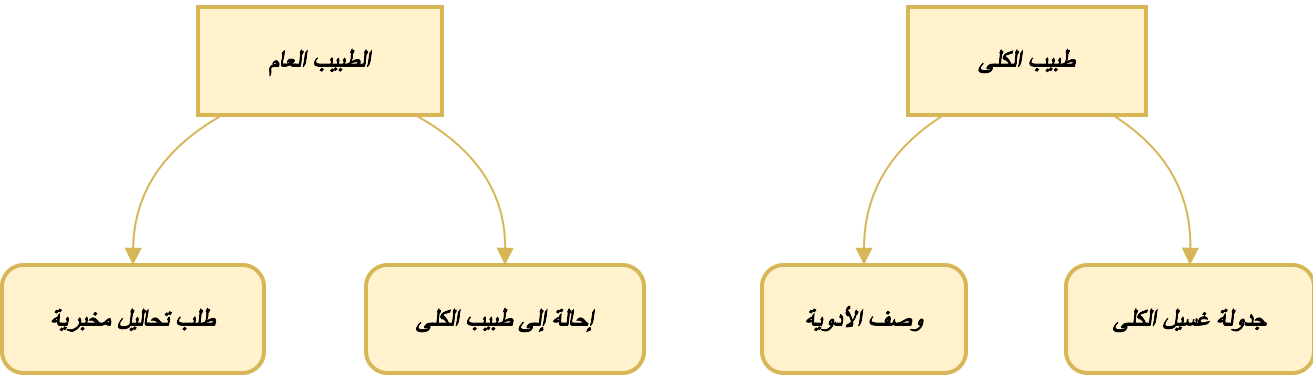 طبيب الكلى
الطبيب العام
جدولة غسيل الكلى
وصف الأدوية
إحالة إلى طبيب الكلى
طلب تحاليل مخبرية